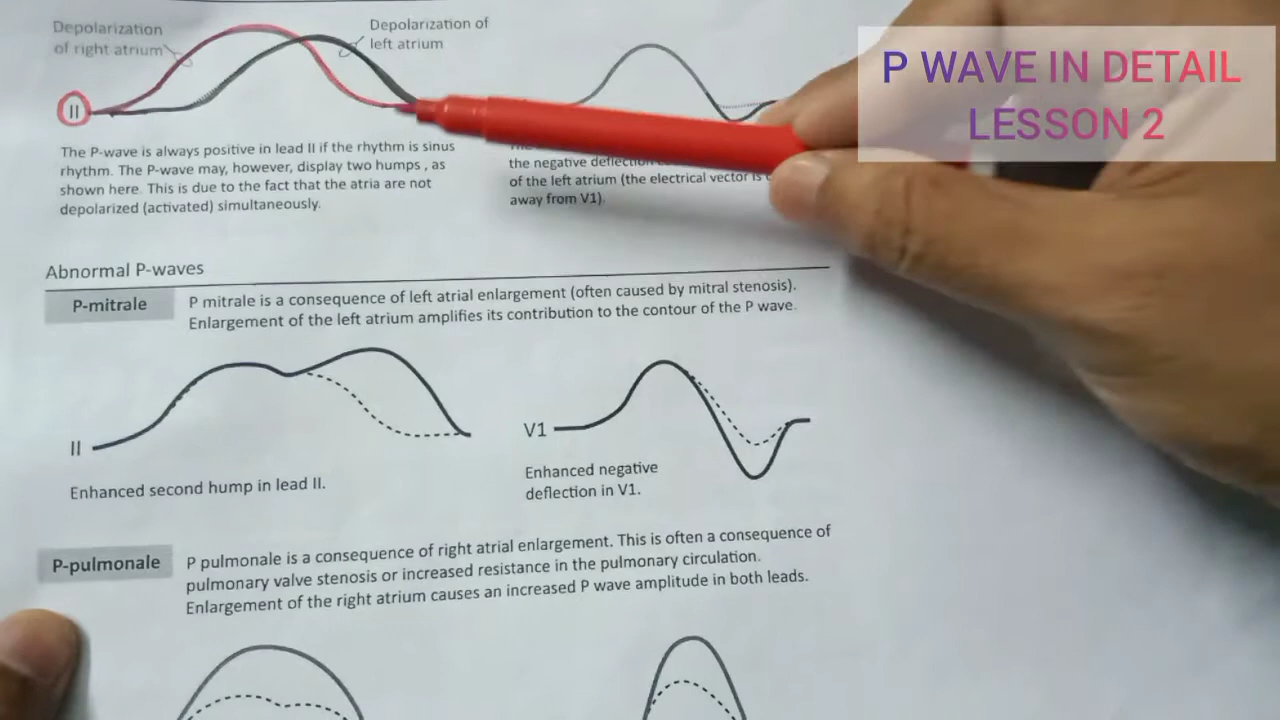 Depolarization
of right atrium
Depolarization of
left atrium
P WAVE IN DETAIL
LESSON 2
II
The P-wave is always positive in lead II if the rhythm is sinus
rhythm. The P-wave may, however, display two humps , as
shown here. This is due to the fact that the atria are not
depolarized (activated) simultaneously.
the negative deflection
of the left atrium (the electrical vector is
away from V1).
Abnormal P-waves
P-mitrale
P mitrale is a consequence of left atrial enlargement (often caused by mitral stenosis).
Enlargement of the left atrium amplifies its contribution to the contour of the P wave.
II
V1
Enhanced second hump in lead II.
Enhanced negative
deflection in V1.
P-pulmonale
P pulmonale is a consequence of right atrial enlargement. This is often a consequence of
pulmonary valve stenosis or increased resistance in the pulmonary circulation.
Enlargement of the right atrium causes an increased P wave amplitude in both leads.